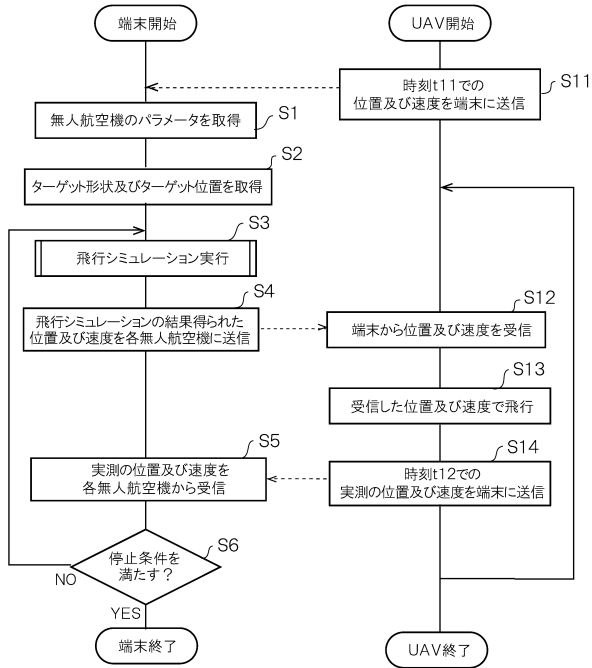 端末開始
UAV開始
時刻t11での
位置及び速度を端末に送信
S11
無人航空機のパラメータを取得
S1
ターゲット形状及びターゲット位置を取得
S2
飛行シミュレーション実行
S3
飛行シミュレーションの結果得られた
位置及び速度を各無人航空機に送信
S4
端末から位置及び速度を受信
S12
受信した位置及び速度で飛行
S13
時刻t12での
実測の位置及び速度を端末に送信
S14
実測の位置及び速度を
各無人航空機から受信
S5
停止条件を
満たす？
S6
NO
YES
端末終了
UAV終了